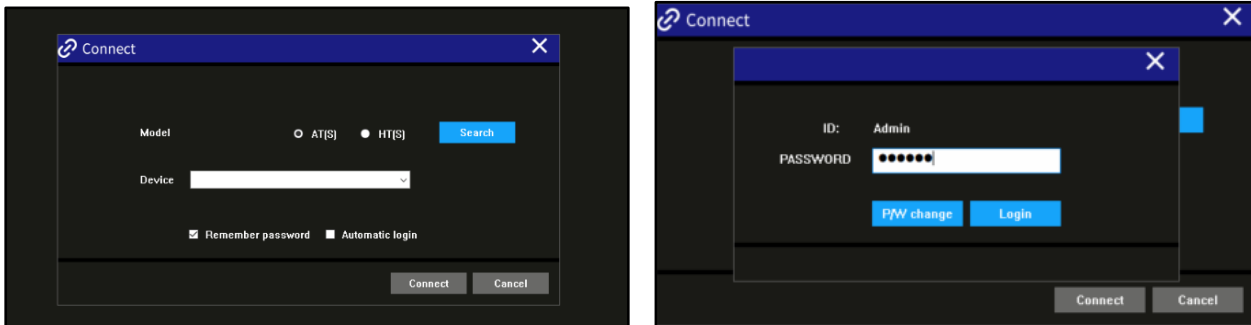 Connect
Model AT(S) HT(S) Search
Device
Remember password Automatic login
Connect Cancel
Connect
ID: Admin
PASSWORD ●●●●●●
P/W change Login
Connect Cancel